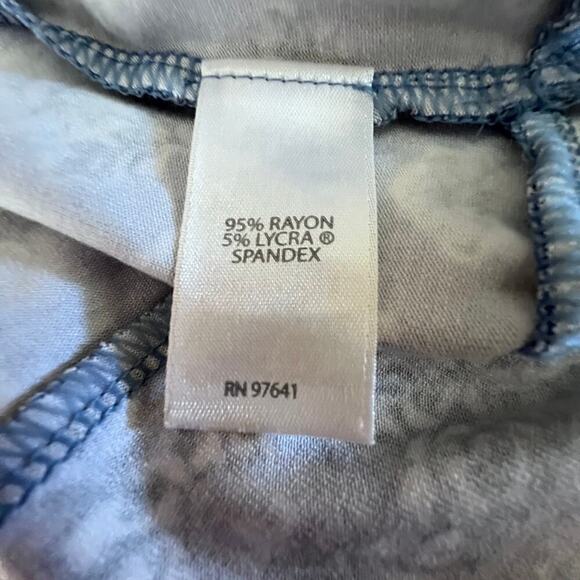 95% RAYON
5% LYCRA ®
SPANDEX
RN 97641